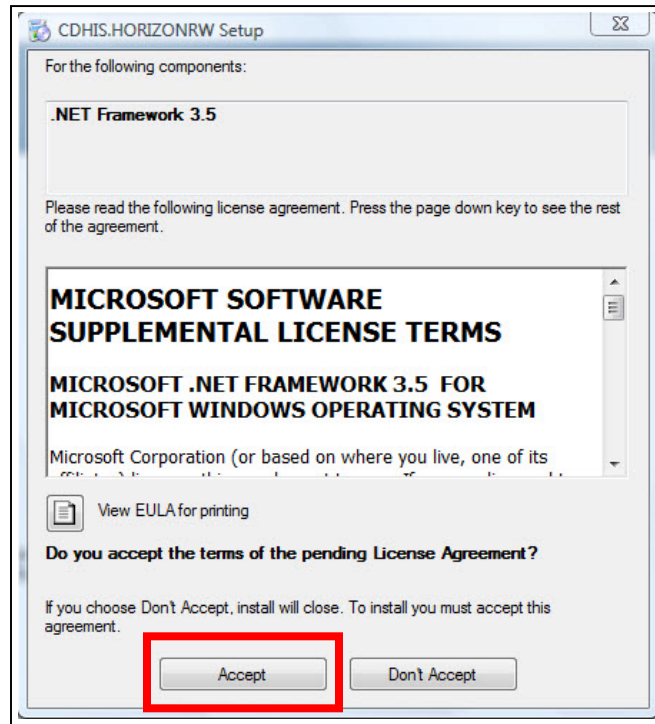 CDHIS.HORIZONRW Setup
For the following components:
.NET Framework 3.5
Please read the following license agreement. Press the page down key to see the rest
of the agreement.
MICROSOFT SOFTWARE
SUPPLEMENTAL LICENSE TERMS
MICROSOFT .NET FRAMEWORK 3.5 FOR
MICROSOFT WINDOWS OPERATING SYSTEM
Microsoft Corporation (or based on where you live, one of its
View EULA for printing
Do you accept the terms of the pending License Agreement?
If you choose Don't Accept, install will close. To install you must accept this
agreement.
Accept
Don't Accept